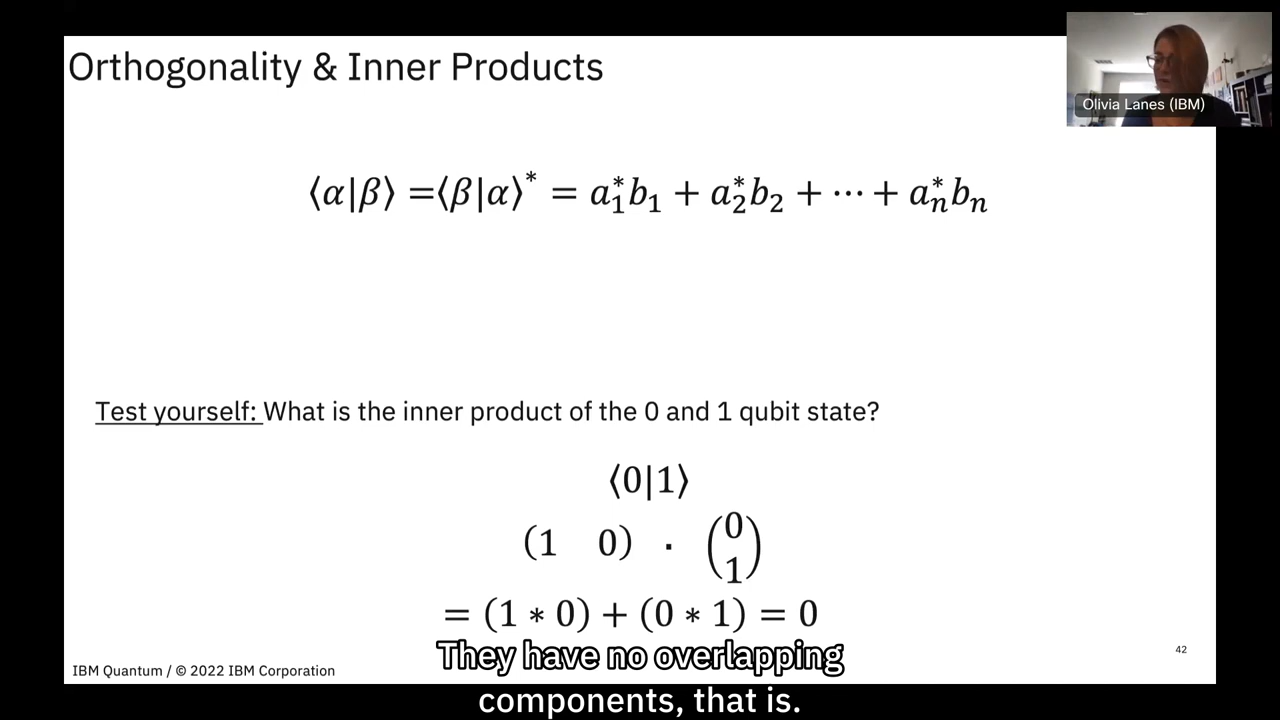 Orthogonality & Inner Products
Olivia Lanes (IBM)
⟨α|β⟩ =⟨β|α⟩* = a₁*b₁ + a₂*b₂ + ⋯ + aₙ*bₙ
Test yourself: What is the inner product of the 0 and 1 qubit state?
⟨0|1⟩
(1 0) · (0
1)
= (1 * 0) + (0 * 1) = 0
They have no overlapping
components, that is.
IBM Quantum / © 2022 IBM Corporation
42